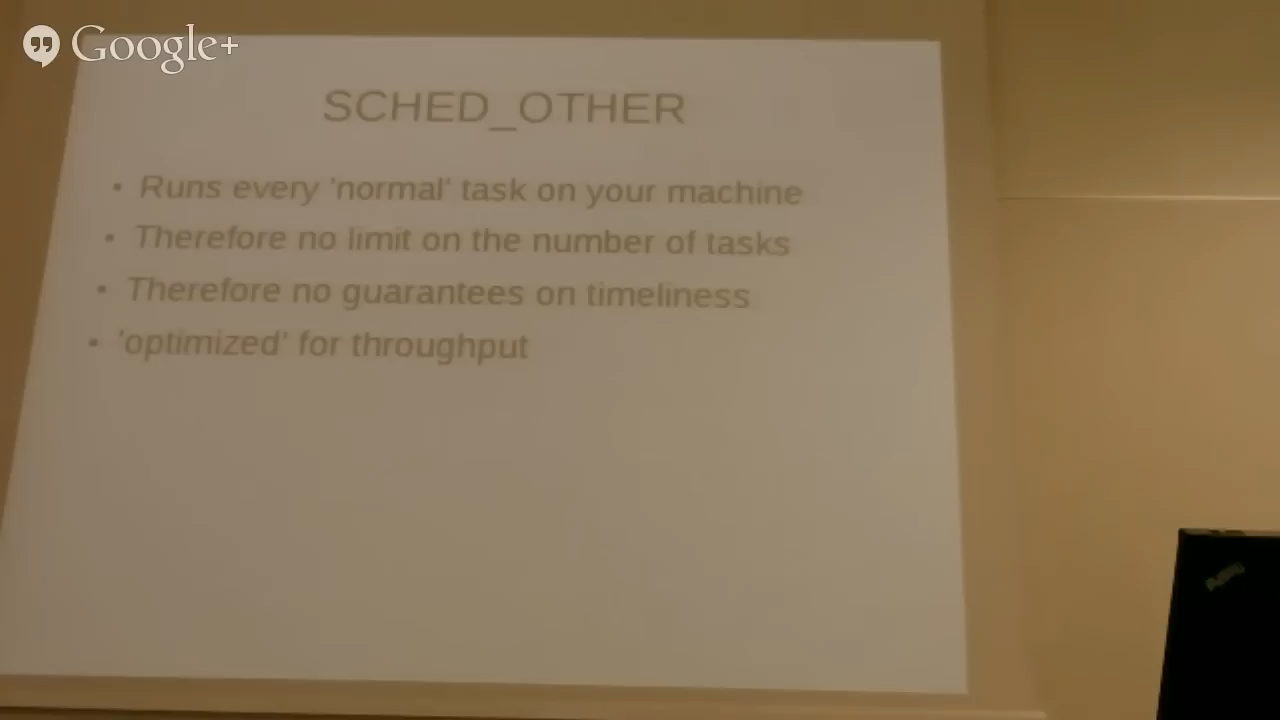 Google+
SCHED_OTHER
• Runs every 'normal' task on your machine
• Therefore no limit on the number of tasks
• Therefore no guarantees on timeliness
• 'optimized' for throughput